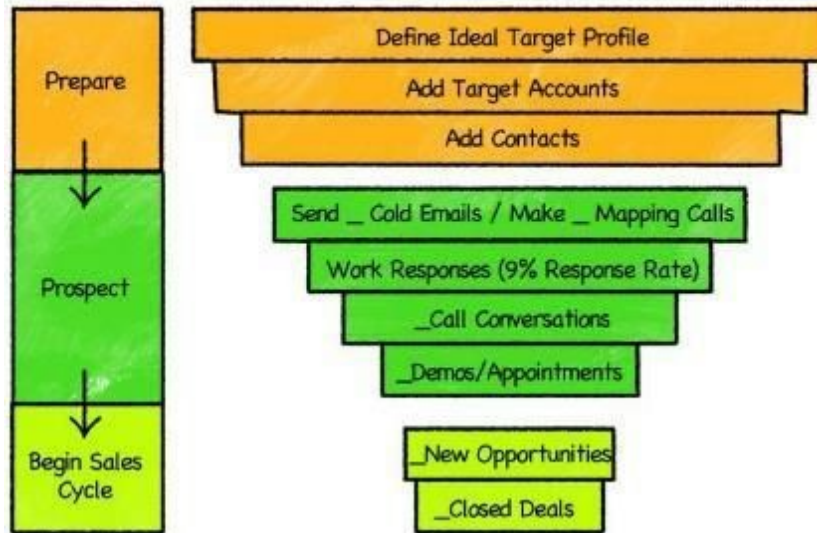 Prepare
Define Ideal Target Profile
Add Target Accounts
Add Contacts
Prospect
Send _ Cold Emails / Make _ Mapping Calls
Work Responses (9% Response Rate)
_Call Conversations
_Demos/Appointments
Begin Sales
Cycle
_New Opportunities
_Closed Deals